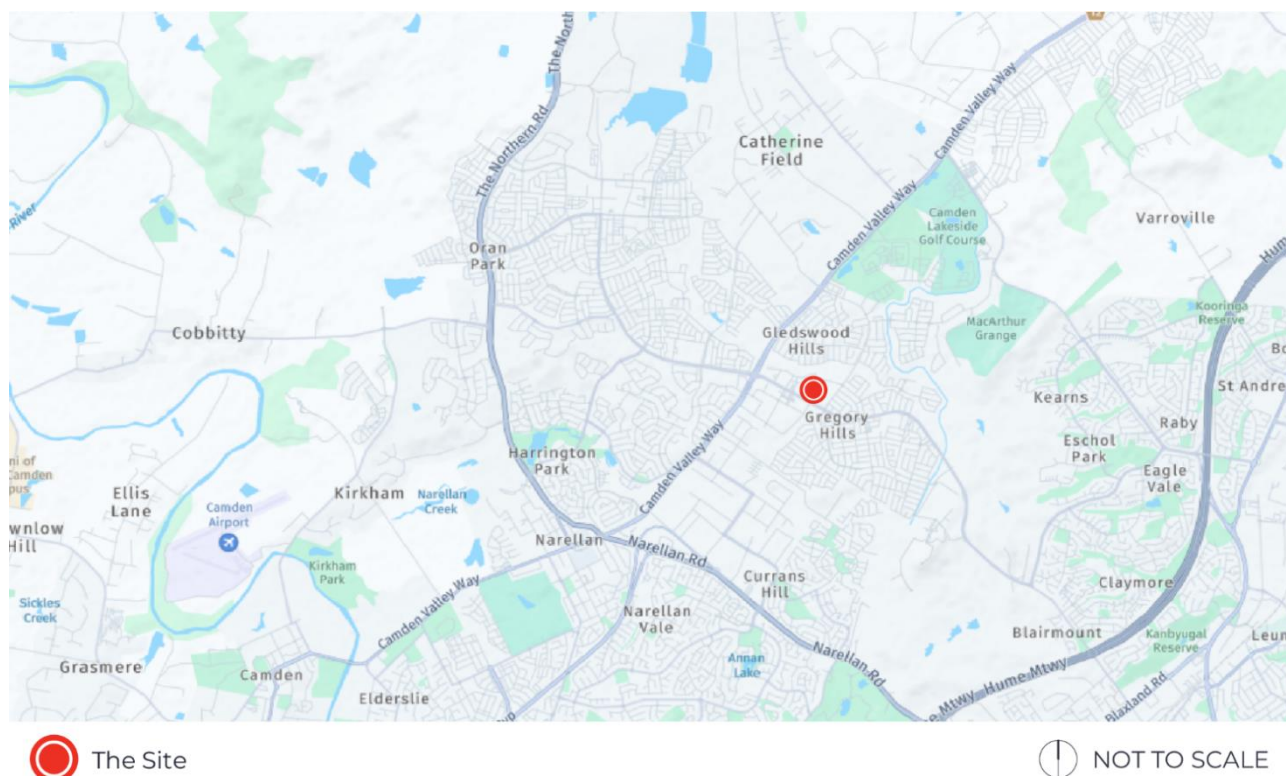 The North
The Northern Rd
Catherine
Field
Camden Valley Way
River
Camden
Lakeside
Golf Course
Varroville
Oran
Park
Camden Valley Way
Kooringa
Reserve
Cobbitty
Gledswood
Hills
MacArthur
Grange
St Andre
Kearns
Gregory
Hills
Raby
Eschol
Park
Harrington
Park
Camden Valley Way
Eagle
Vale
Ellis
Lane
Kirkham
Narellan
Creek
Camden
Airport
Narellan
Narellan Rd
Kirkham
Park
Currans
Hill
Claymore
Sickles
Creek
Camden Valley Way
Narellan
Vale
Blairmount
Kanbyugal
Reserve
Grasmere
Camden
Elderslie
Annan
Lake
Narellan Rd
Hume Mtwy
Blaxland Rd
The Site
NOT TO SCALE